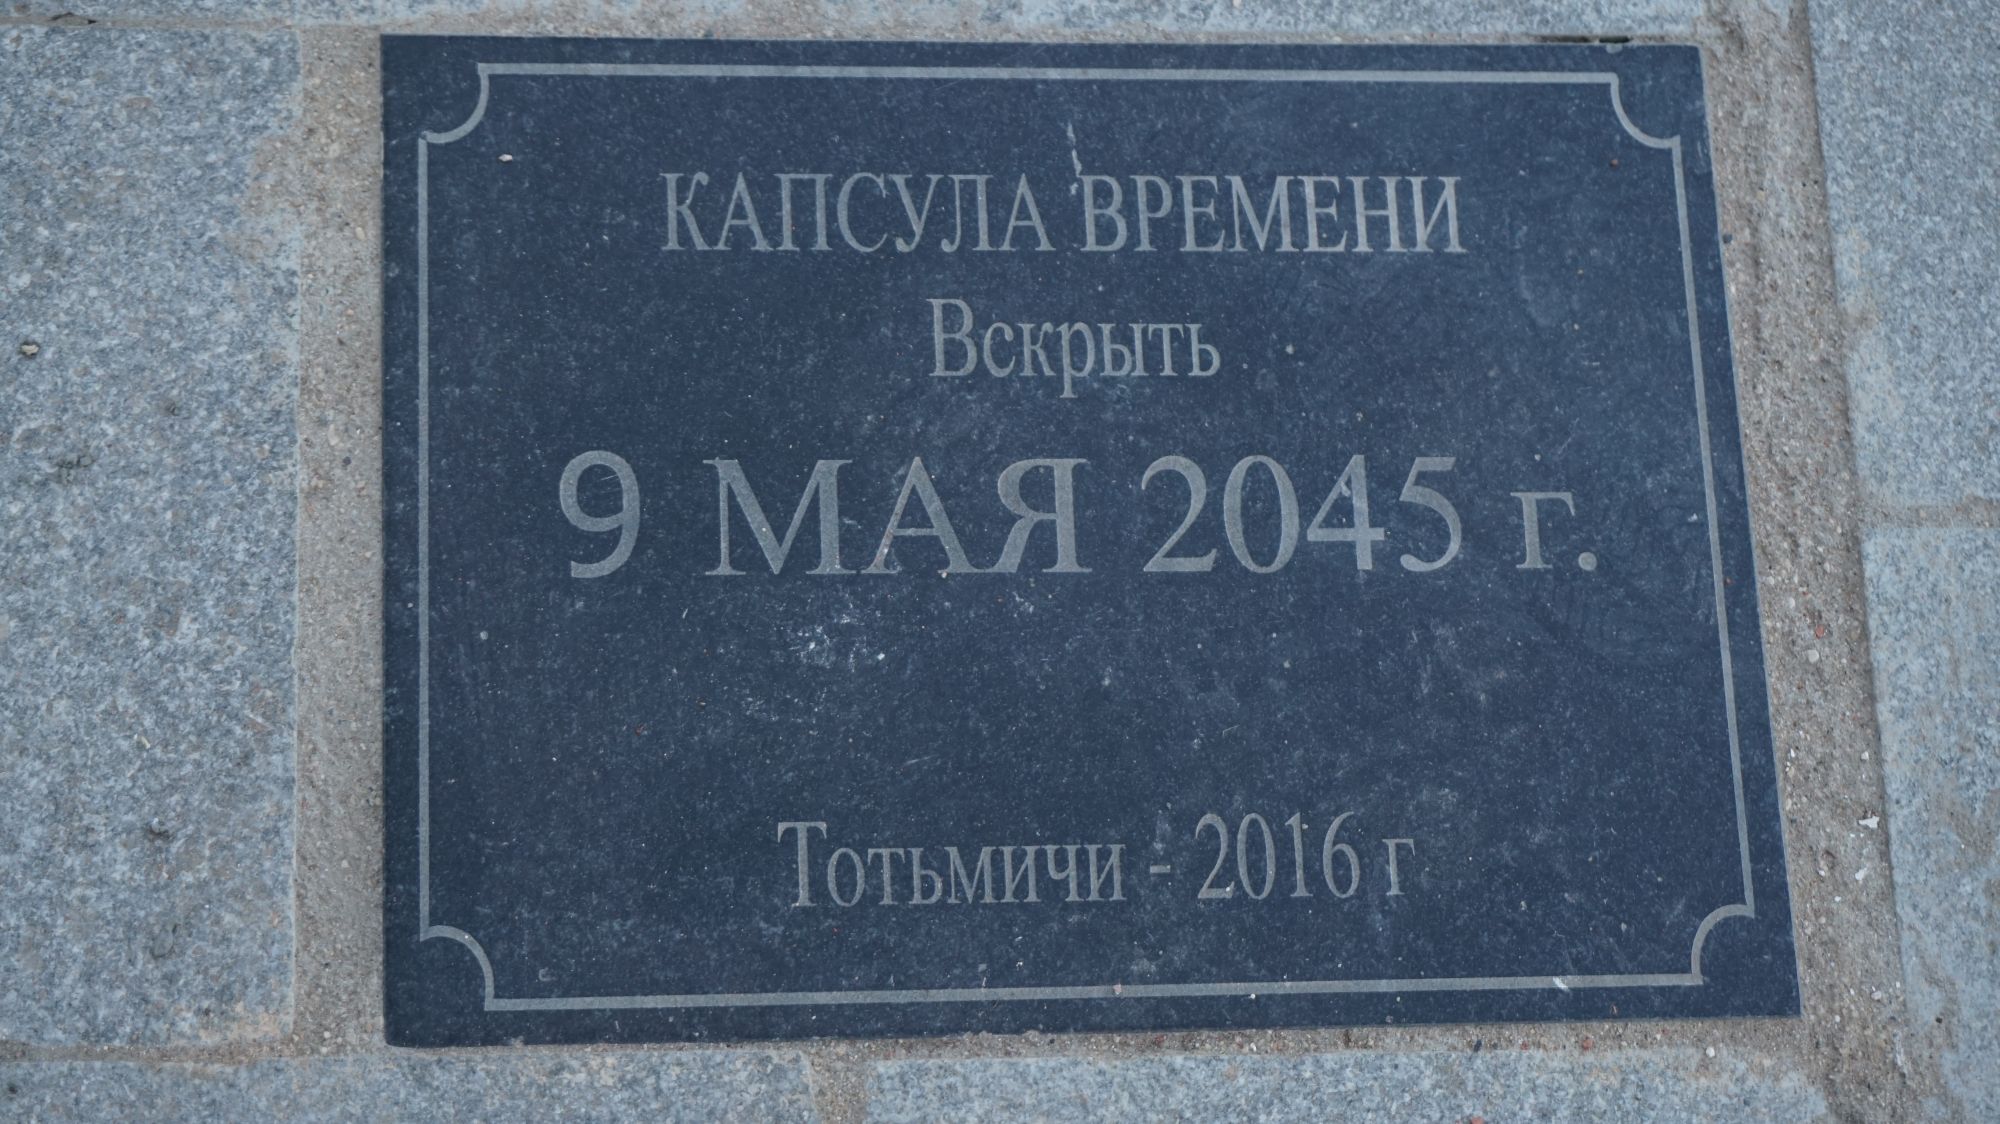 КАПСУЛА ВРЕМЕНИ
Вскрыть
9 МАЯ 2045 г.
Тотьмичи - 2016 г